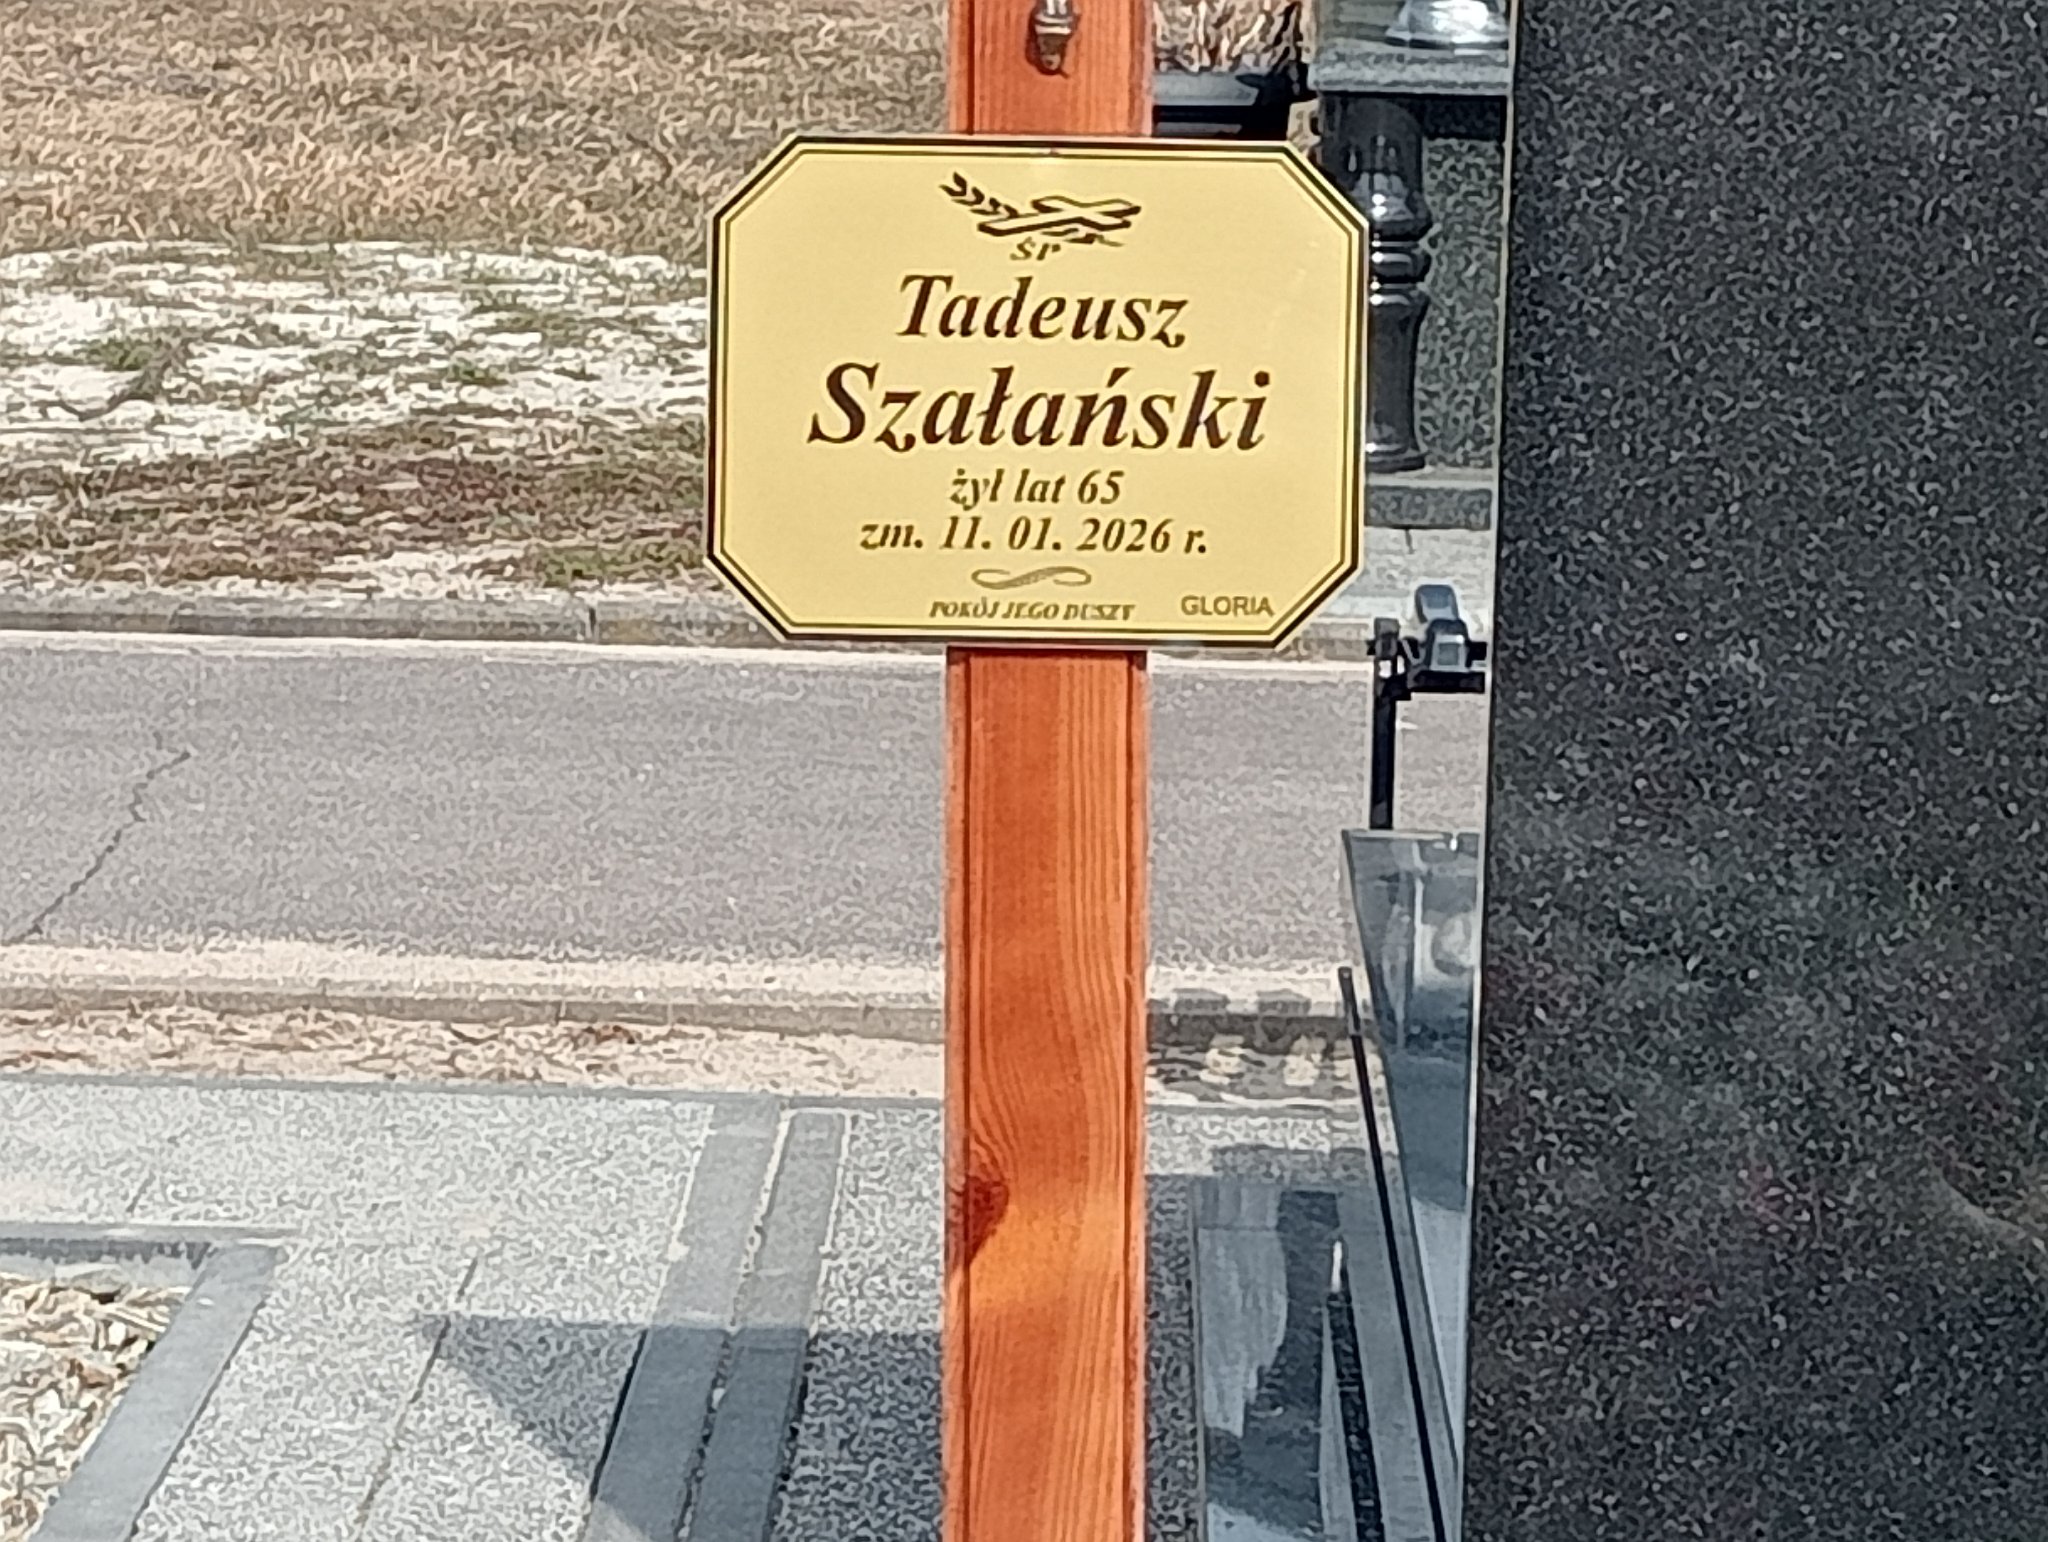 ŚP
Tadeusz
Szałański
żył lat 65
zm. 11. 01. 2026 r.
POKÓJ JEGO DUSZY
GLORIA